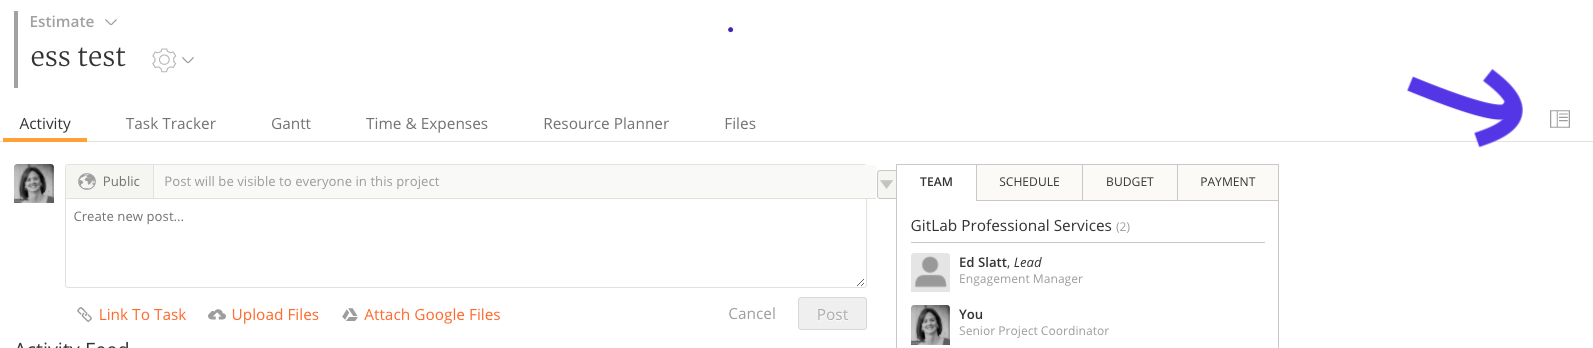 Estimate
ess test
Activity Task Tracker Gantt Time & Expenses Resource Planner Files
Public Post will be visible to everyone in this project
Create new post...
Link To Task Upload Files Attach Google Files Cancel Post
Activity Feed
TEAM SCHEDULE BUDGET PAYMENT
GitLab Professional Services (2)
Ed Slatt, Lead
Engagement Manager
You
Senior Project Coordinator